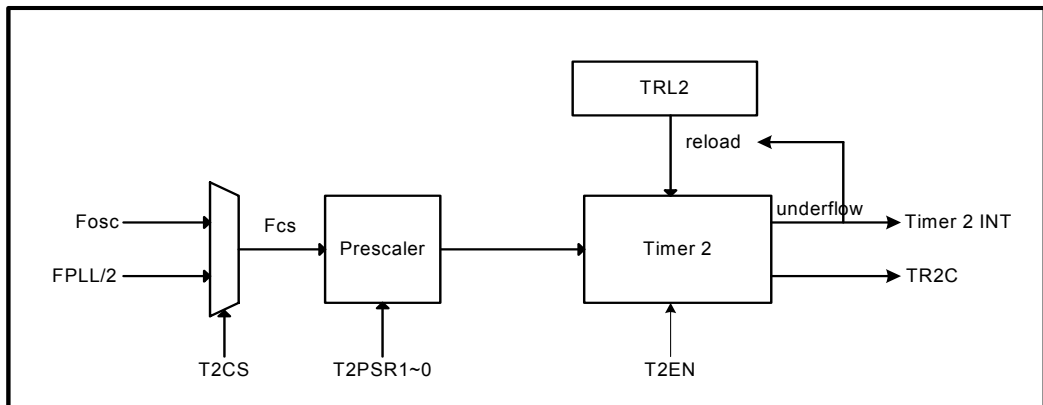 TRL2
reload
underflow
Fosc
Fcs
Prescaler
Timer 2
Timer 2 INT
FPLL/2
TR2C
T2CS
T2PSR1~0
T2EN